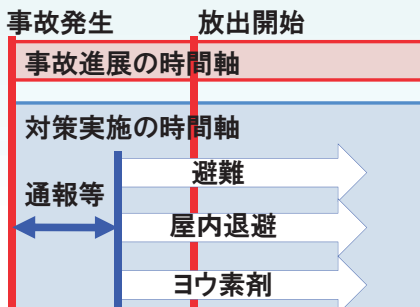 事故発生 放出開始
事故進展の時間軸
対策実施の時間軸
避難
通報等
屋内退避
ヨウ素剤